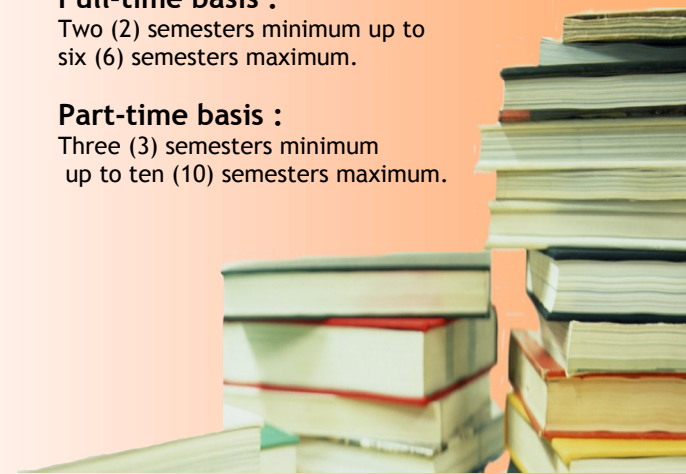 Full-time basis :
Two (2) semesters minimum up to
six (6) semesters maximum.
Part-time basis :
Three (3) semesters minimum
up to ten (10) semesters maximum.